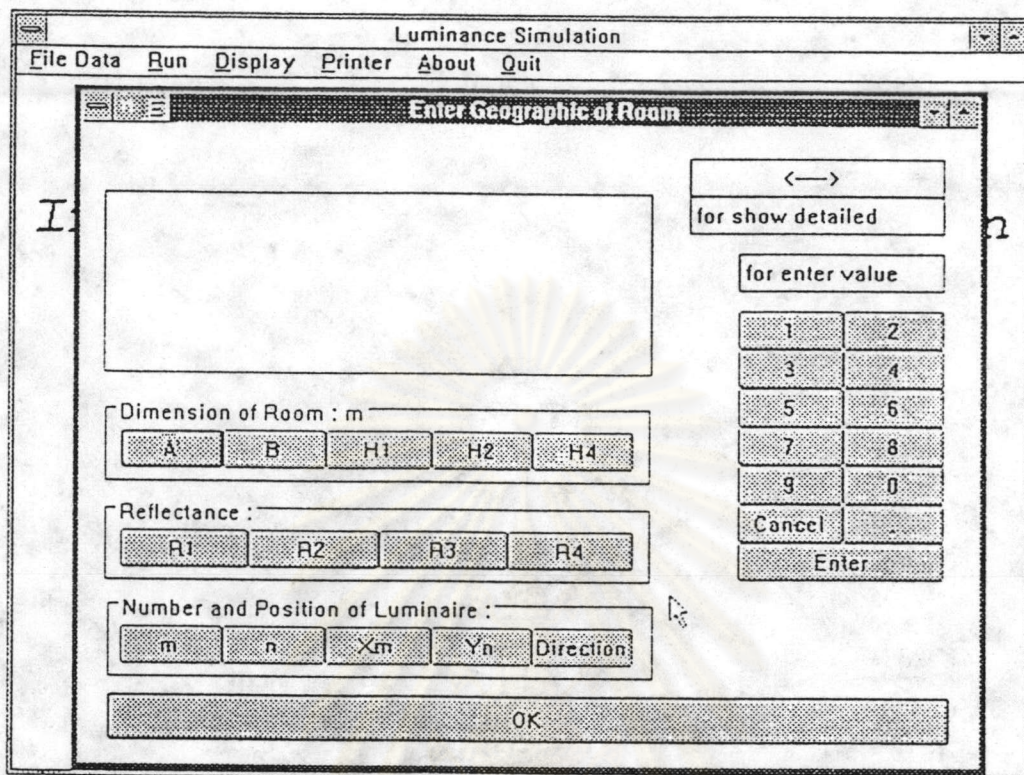 Luminance Simulation
File Data Run Display Printer About Quit
Enter Geographic of Room
<-->
for show detailed
for enter value
1 2
3 4
5 6
7 8
9 0
Cancel .
Enter
Dimension of Room : m
A B H1 H2 H4
Reflectance :
R1 R2 R3 R4
Number and Position of Luminaire :
m n Xm Yn Direction
OK